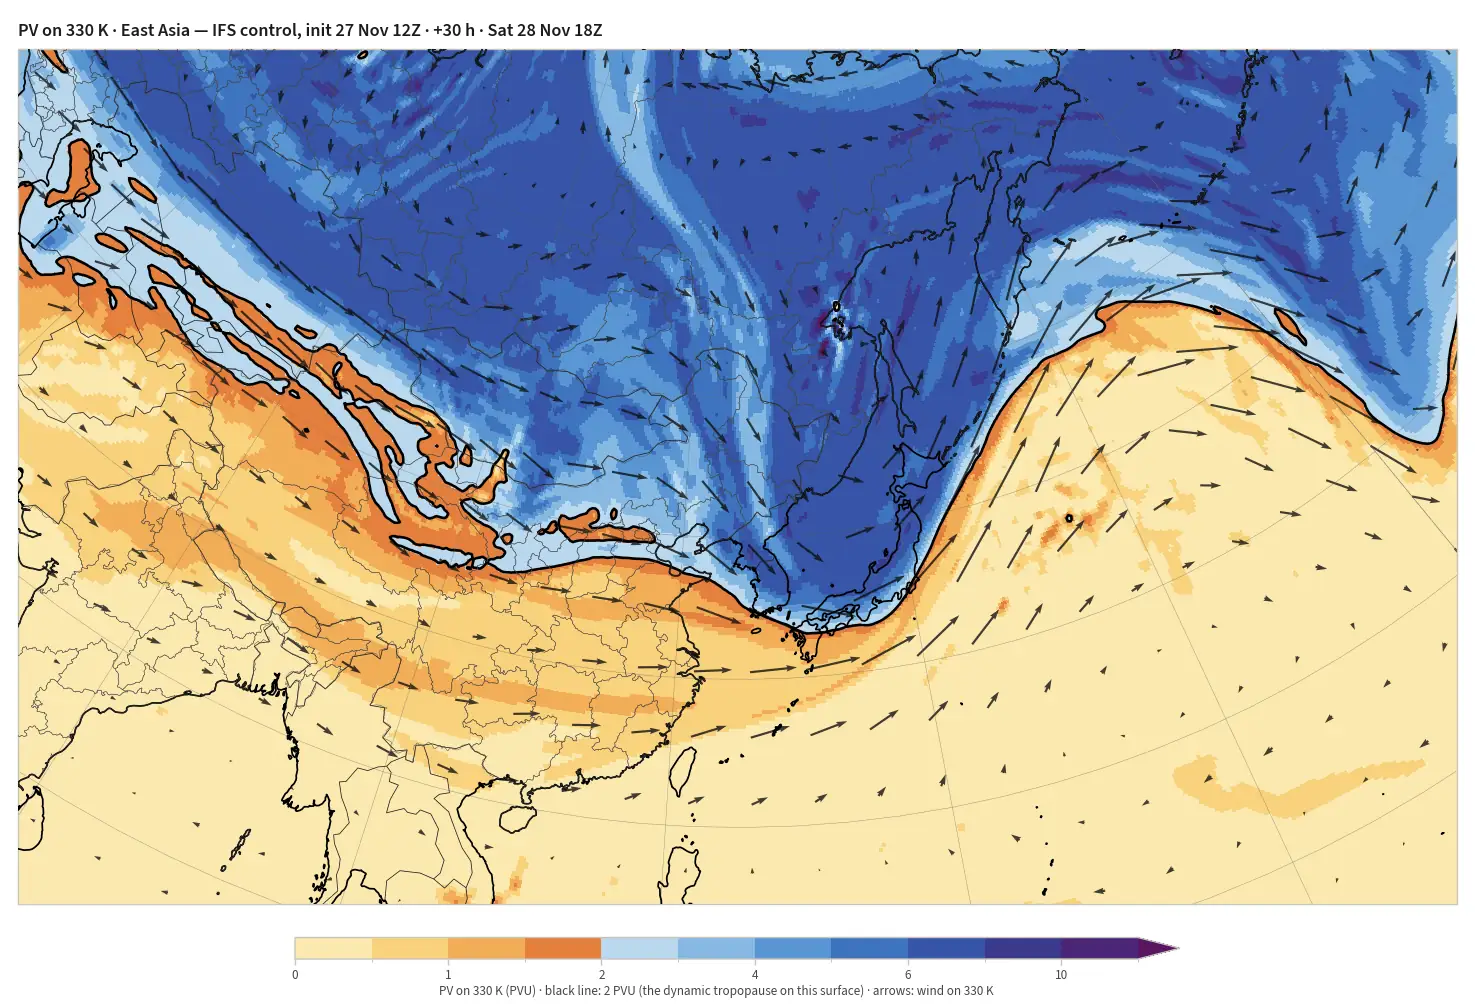 PV on 330 K · East Asia — IFS control, init 27 Nov 12Z · +30 h · Sat 28 Nov 18Z
0 1 2 4 6 10
PV on 330 K (PVU) · black line: 2 PVU (the dynamic tropopause on this surface) · arrows: wind on 330 K